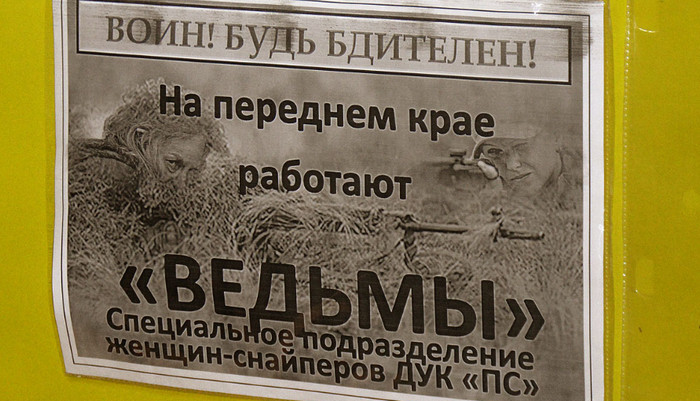 ВОИН! БУДЬ БДИТЕЛЕН!
На переднем крае
работают
«ВЕДЬМЫ»
Специальное подразделение
женщин-снайперов ДУК «ПС»